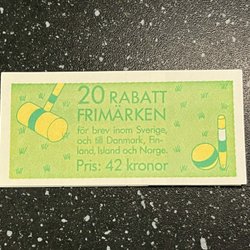 20 RABATT
FRIMÄRKEN
för brev inom Sverige,
och till Danmark, Fin-
land, Island och Norge.
Pris: 42 kronor